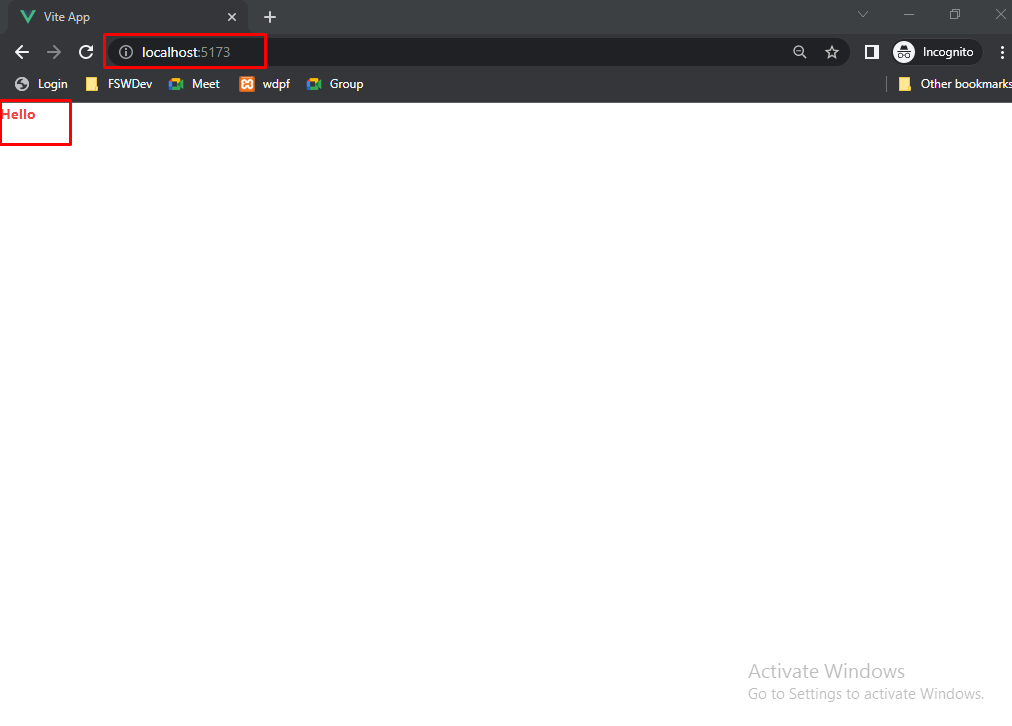 Vite App
localhost:5173
Incognito
Login FSWDev Meet wdpf Group Other bookmarks
Hello
Activate Windows
Go to Settings to activate Windows.